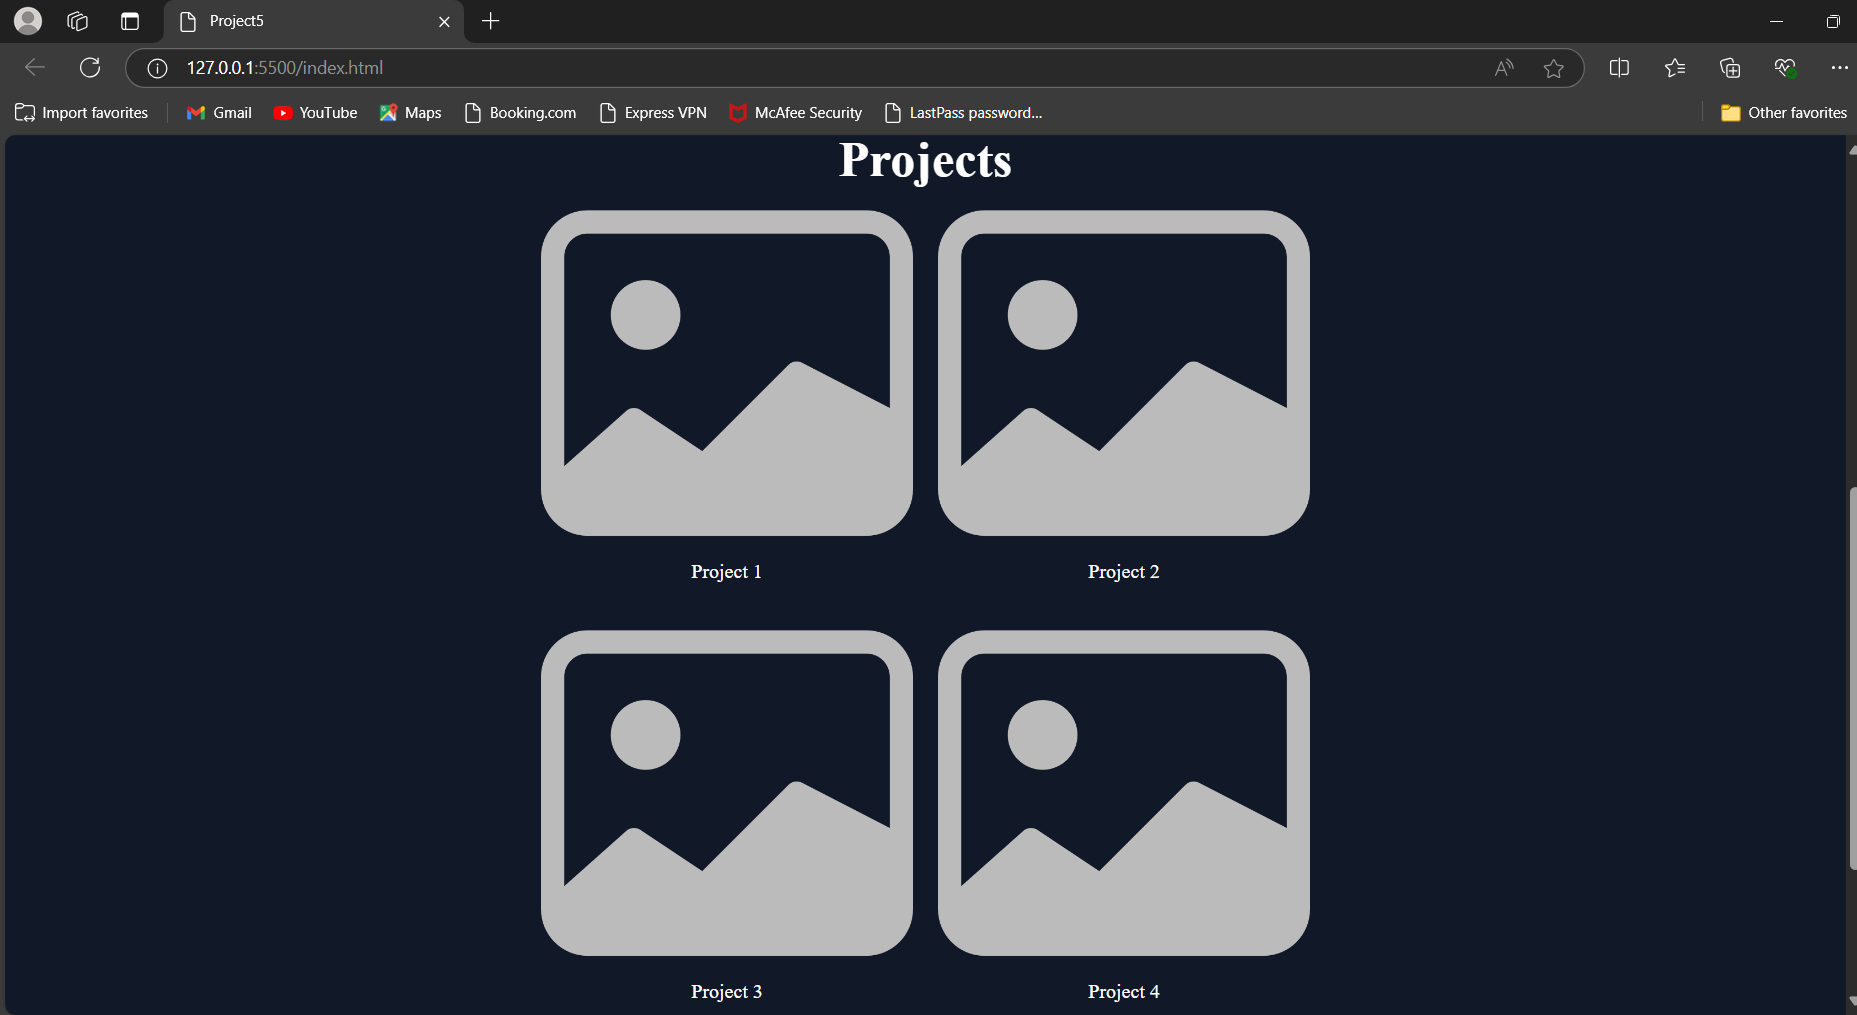 Project5
127.0.0.1:5500/index.html
Import favorites Gmail YouTube Maps Booking.com Express VPN McAfee Security LastPass password... Other favorites
Projects
Project 1 Project 2
Project 3 Project 4